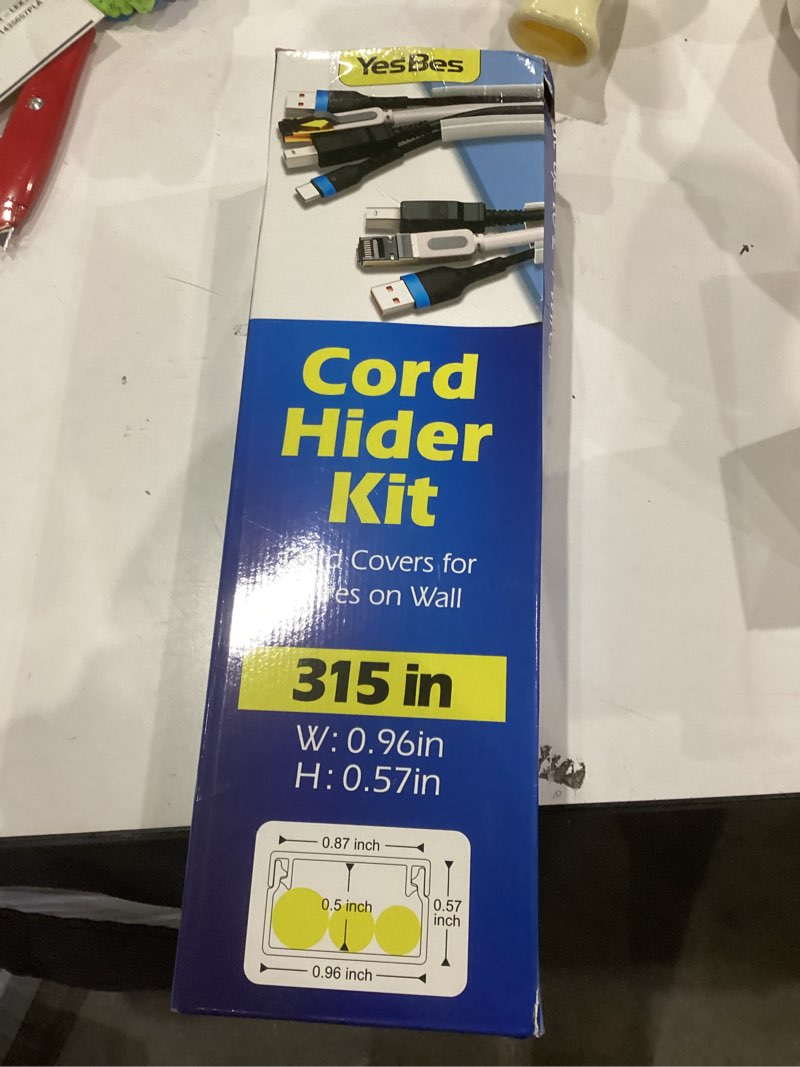 YesBes
Cord
Hider
Kit
Covers for
on Wall
315 in
W: 0.96in
H: 0.57in
0.87 inch
0.5 inch
0.57
inch
0.96 inch